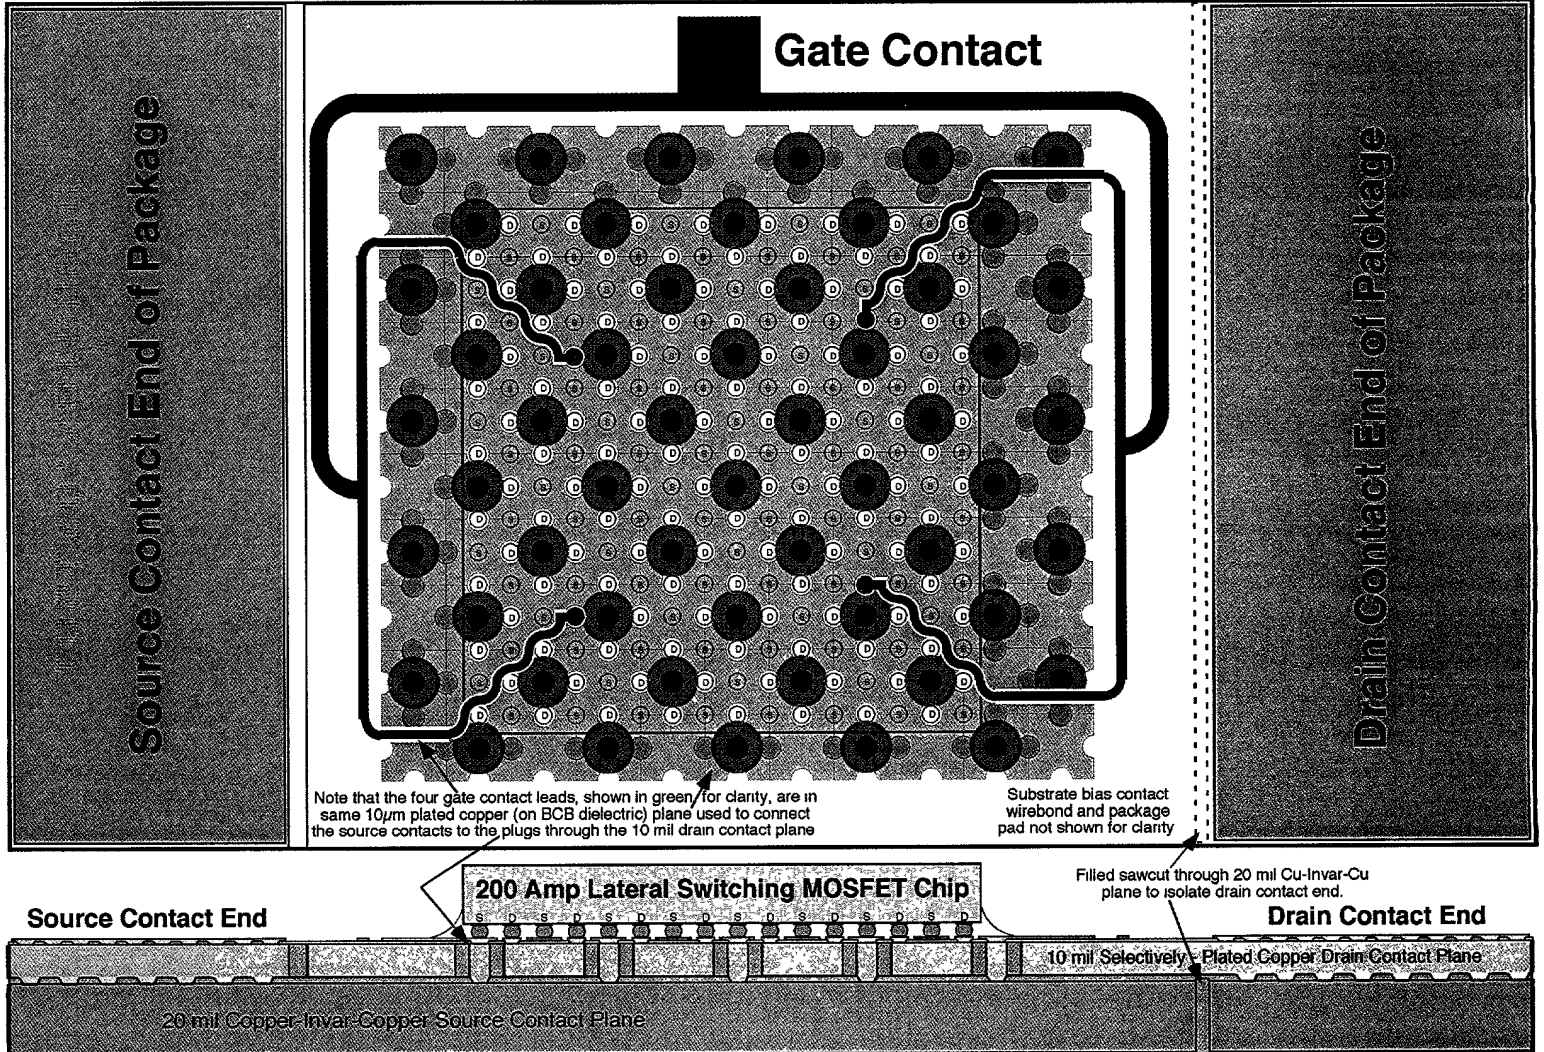 Gate Contact
Source Contact End of Package
Drain Contact End of Package
Note that the four gate contact leads, shown in green, for clarity, are in
same 10µm plated copper (on BCB dielectric) plane used to connect
the source contacts to the plugs through the 10 mil drain contact plane
Substrate bias contact
wirebond and package
pad not shown for clarity
Filled sawcut through 20 mil Cu-Invar-Cu
plane to isolate drain contact end.
200 Amp Lateral Switching MOSFET Chip
S D S D S D S D S D S D S D S D
Source Contact End
Drain Contact End
10 mil Selectively - Plated Copper Drain Contact Plane
20 mil Copper-Invar-Copper Source Contact Plane